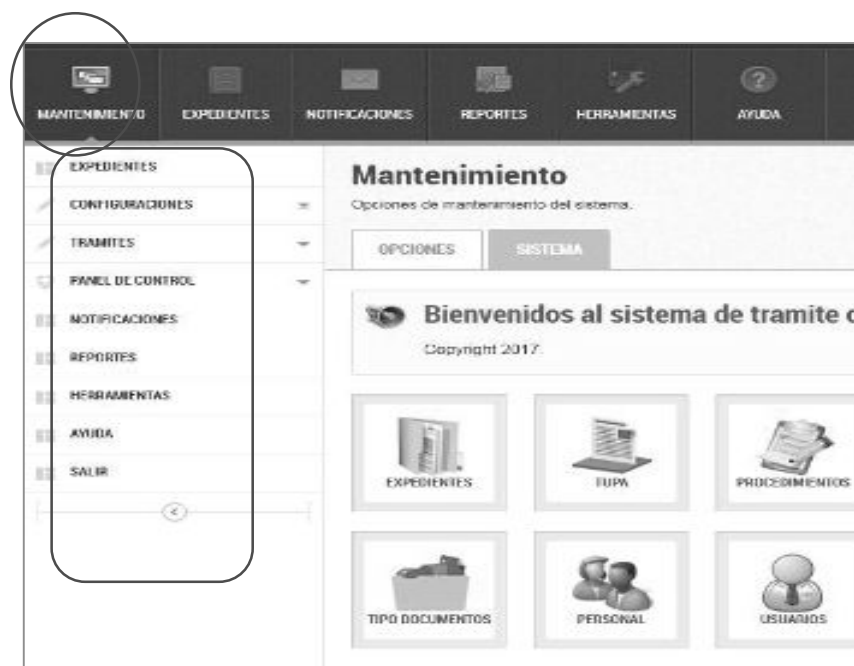 MANTENIMIENTO EXPEDIENTES NOTIFICACIONES REPORTES HERRAMIENTAS AYUDA
EXPEDIENTES
CONFIGURACIONES
TRAMITES
PANEL DE CONTROL
NOTIFICACIONES
REPORTES
HERRAMIENTAS
AYUDA
SALIR
Mantenimiento
Opciones de mantenimiento del sistema.
OPCIONES SISTEMA
Bienvenidos al sistema de tramite
Copyright 2017
EXPEDIENTES TUPA PROCEDIMIENTOS
TIPO DOCUMENTOS PERSONAL USUARIOS